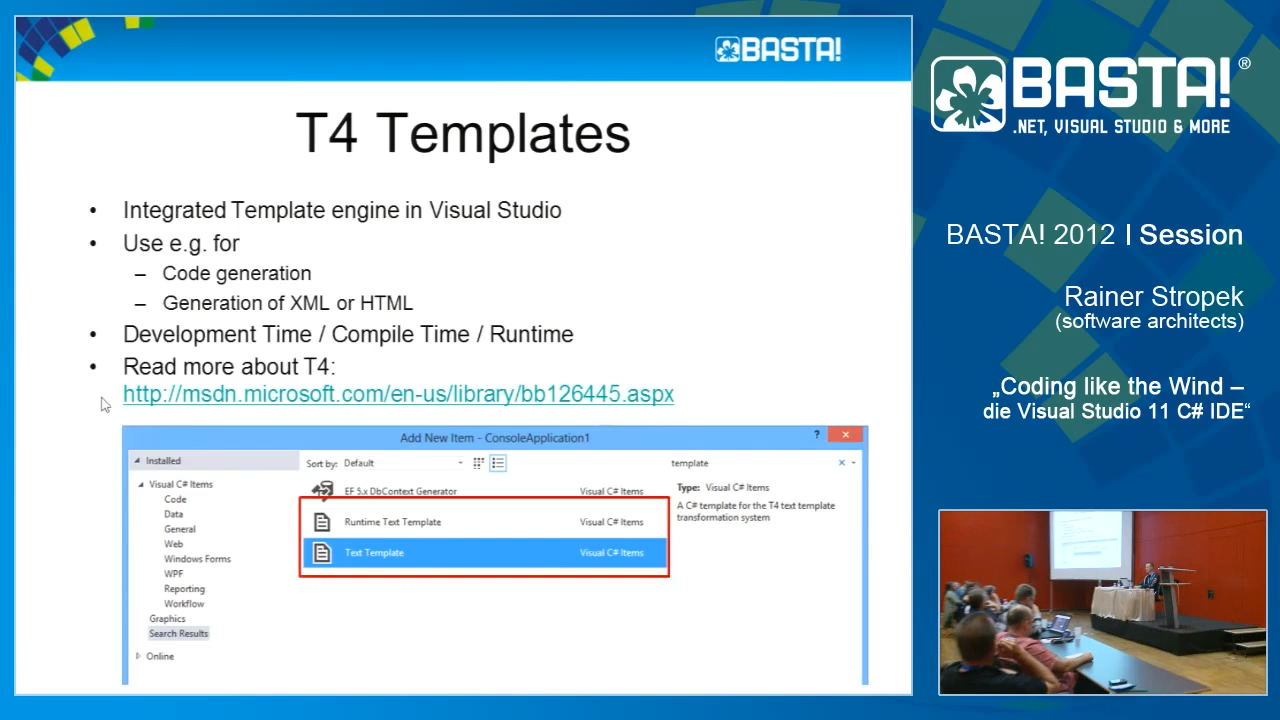 BASTA!
T4 Templates
• Integrated Template engine in Visual Studio
• Use e.g. for
– Code generation
– Generation of XML or HTML
• Development Time / Compile Time / Runtime
• Read more about T4:
http://msdn.microsoft.com/en-us/library/bb126445.aspx
Add New Item - ConsoleApplication1
?
Installed
Visual C# Items
Code
Data
General
Web
Windows Forms
WPF
Reporting
Workflow
Graphics
Search Results
Online
Sort by: Default
EF 5.x DbContext Generator Visual C# Items
Runtime Text Template Visual C# Items
Text Template Visual C# Items
template
Type: Visual C# Items
A C# template for the T4 text template
transformation system
BASTA!®
.NET, VISUAL STUDIO & MORE
BASTA! 2012 | Session
Rainer Stropek
(software architects)
„Coding like the Wind –
die Visual Studio 11 C# IDE“